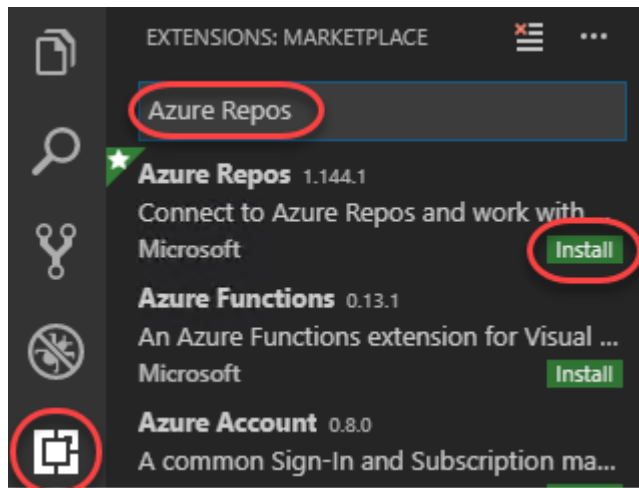 EXTENSIONS: MARKETPLACE
Azure Repos
Azure Repos 1.144.1
Connect to Azure Repos and work with ...
Microsoft Install
Azure Functions 0.13.1
An Azure Functions extension for Visual ...
Microsoft Install
Azure Account 0.8.0
A common Sign-In and Subscription ma...